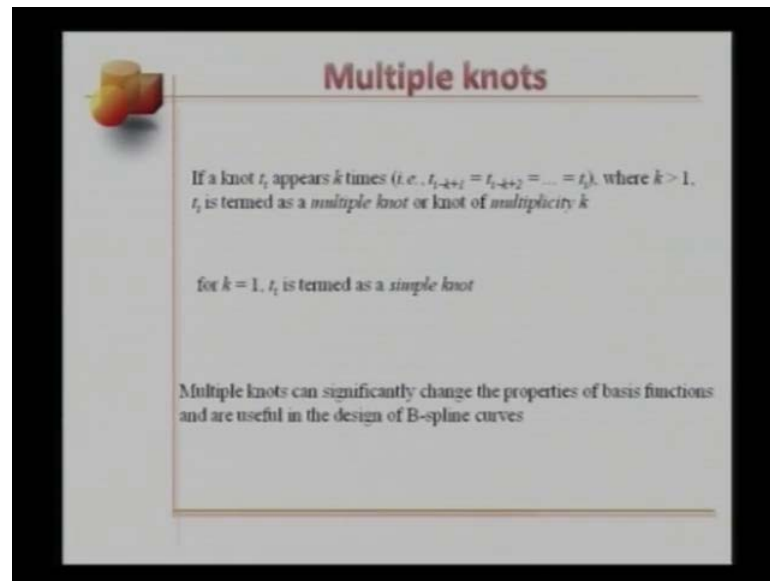 Multiple knots
If a knot tᵢ appears k times (i.e., tᵢ₋ₖ₊₁ = tᵢ₋ₖ₊₂ = ... = tᵢ), where k > 1,
tᵢ is termed as a multiple knot or knot of multiplicity k
for k = 1, tᵢ is termed as a simple knot
Multiple knots can significantly change the properties of basis functions
and are useful in the design of B-spline curves